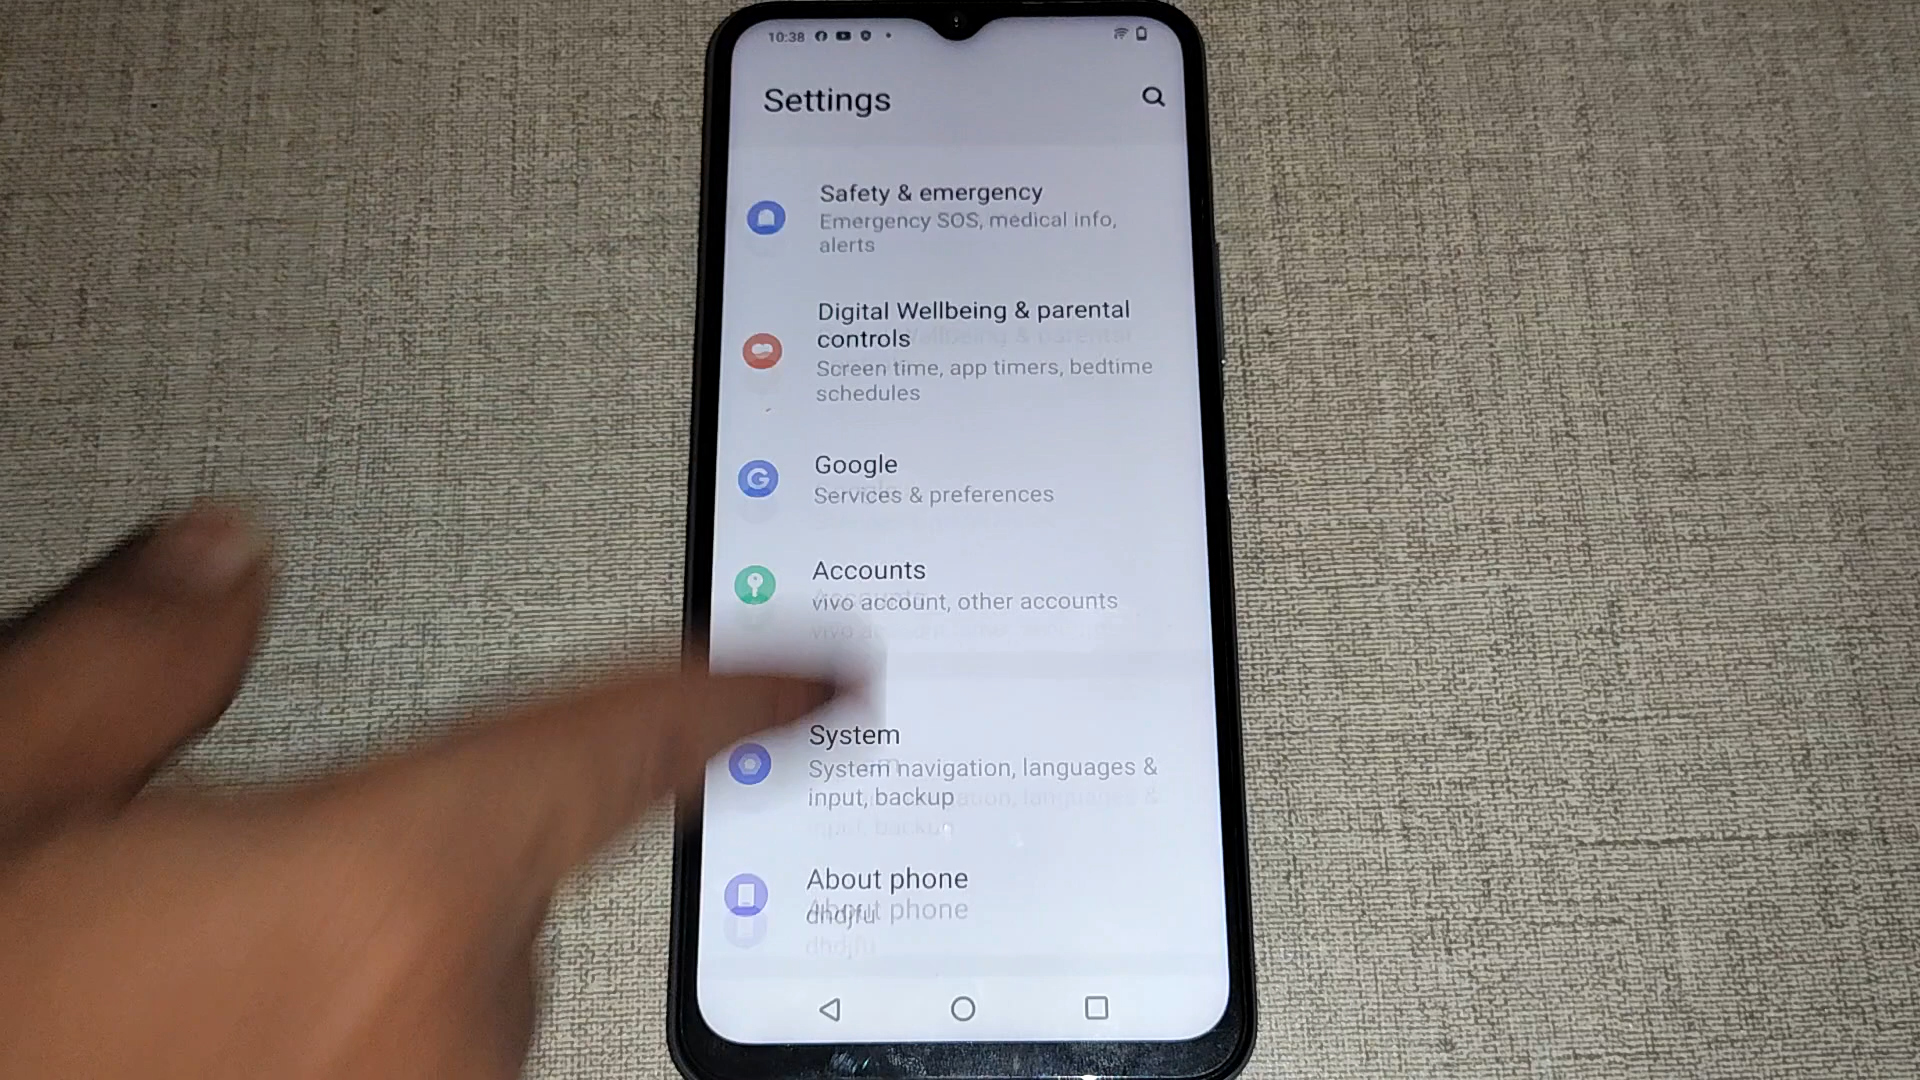 10:38
Settings
Safety & emergency
Emergency SOS, medical info,
alerts
Digital Wellbeing & parental
controls
Screen time, app timers, bedtime
schedules
Google
Services & preferences
Accounts
vivo account, other accounts
System
System navigation, languages &
input, backup
About phone
dhdjfu